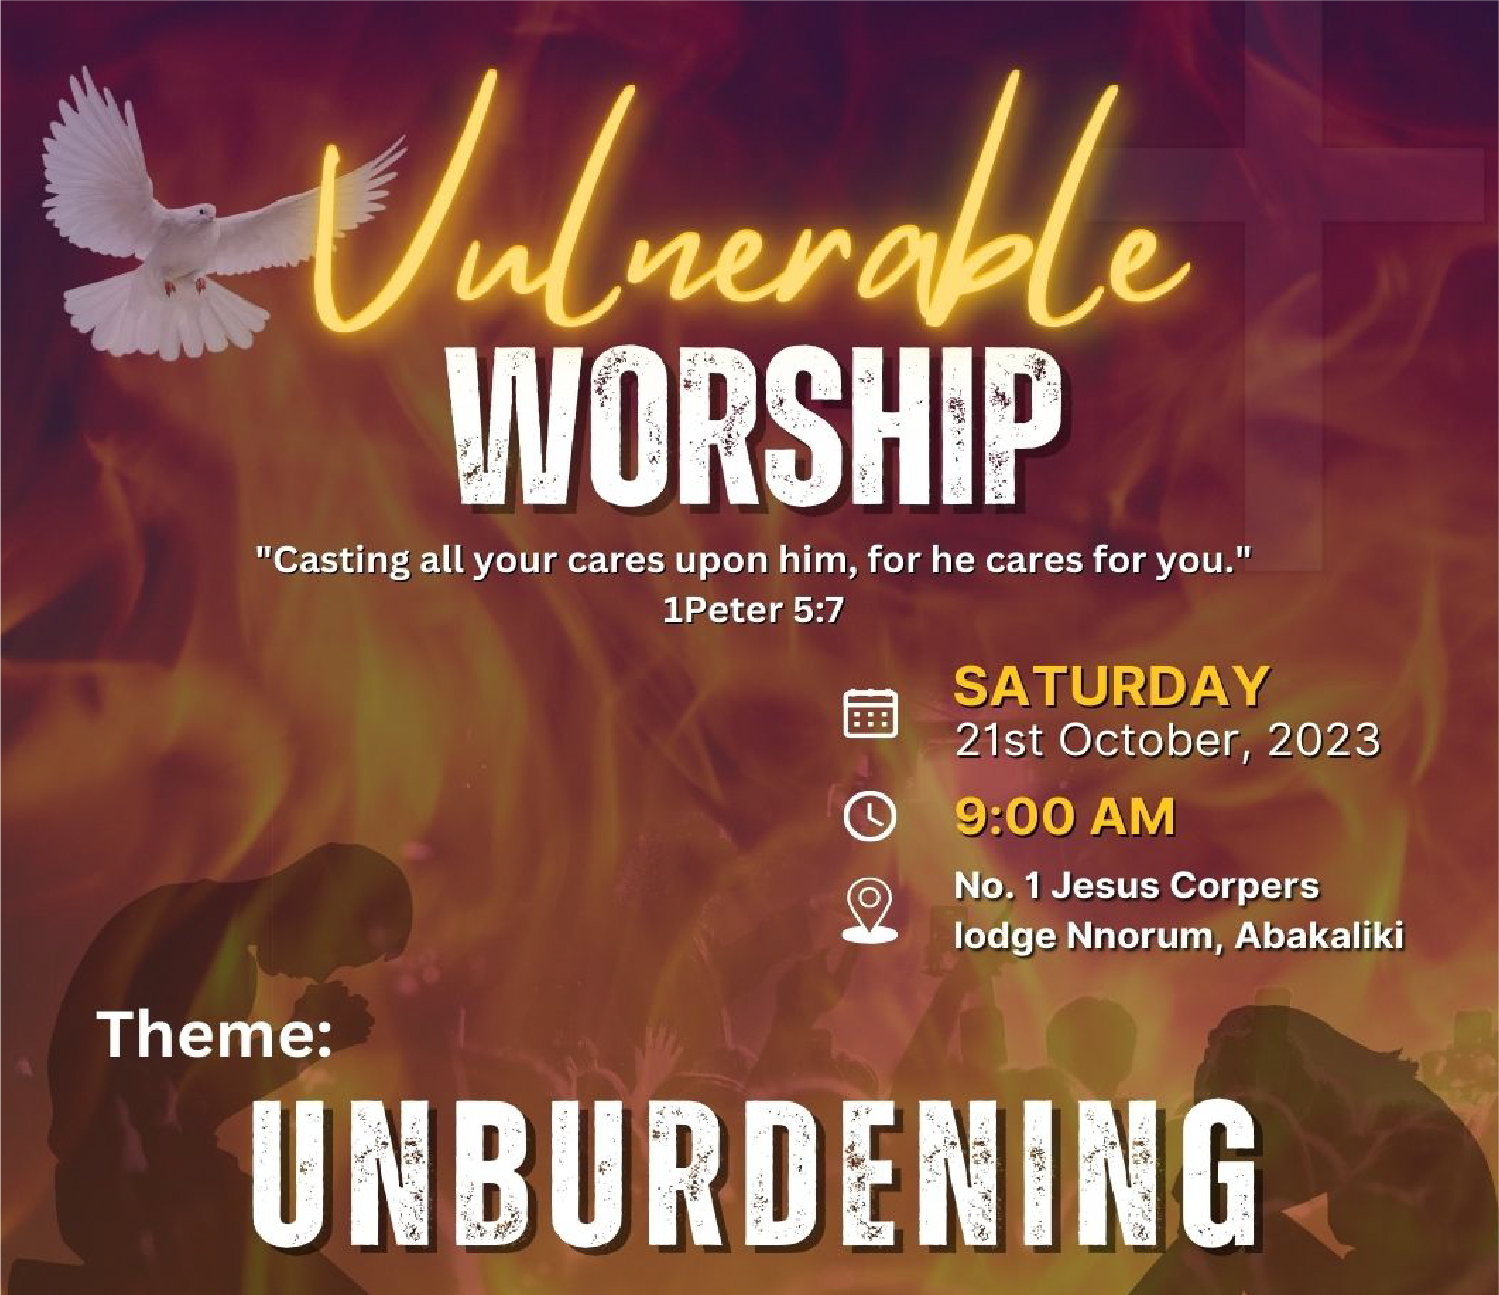 Vulnerable
WORSHIP
"Casting all your cares upon him, for he cares for you."
1Peter 5:7
SATURDAY
21st October, 2023
9:00 AM
No. 1 Jesus Corpers
lodge Nnorum, Abakaliki
Theme:
UNBURDENING